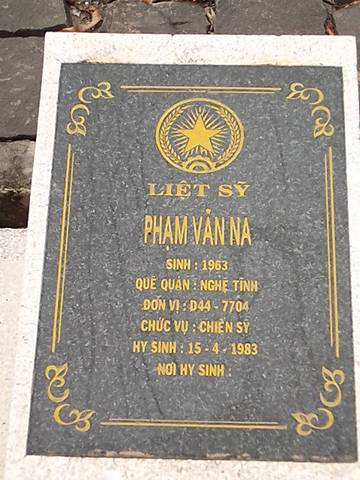 LIỆT SỸ
PHẠM VĂN NA
SINH : 1963
QUÊ QUÁN : NGHỆ TĨNH
ĐƠN VỊ : D44 - 7704
CHỨC VỤ : CHIẾN SỸ
HY SINH : 15 - 4 - 1983
NƠI HY SINH :